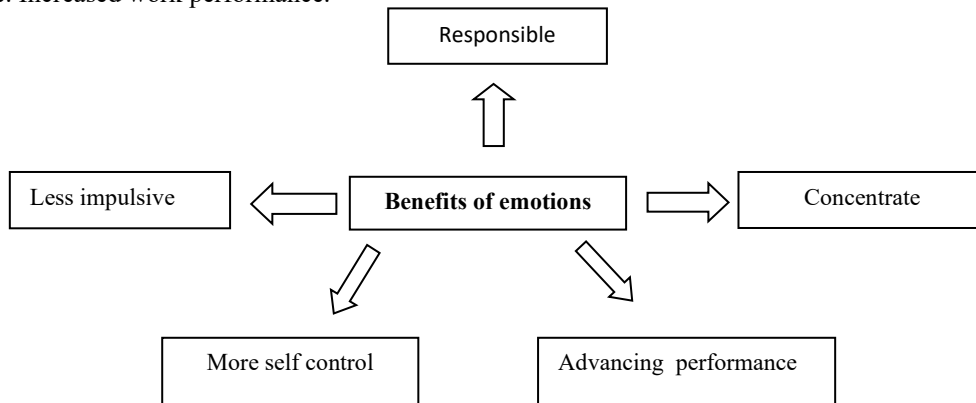 Increased work performance.
Responsible
Less impulsive
Benefits of emotions
Concentrate
More self control
Advancing performance